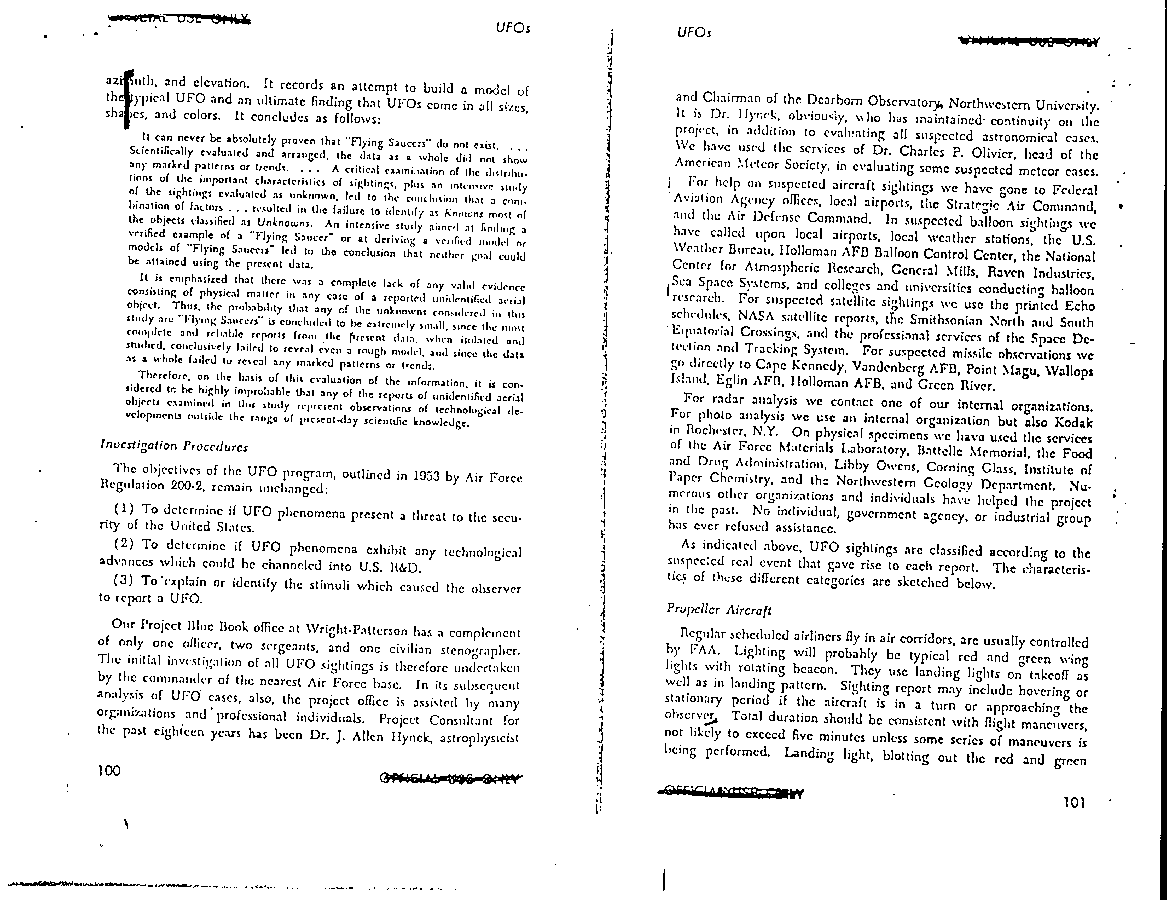 OFFICIAL USE ONLY
UFOs
azimuth, and elevation. It records an attempt to build a model of
the typical UFO and an ultimate finding that UFOs come in all sizes,
shapes, and colors. It concludes as follows:
It can never be absolutely proven that "Flying Saucers" do not exist. . . .
Scientifically evaluated and arranged, the data as a whole did not show
any marked patterns or trends. . . . A critical examination of the distribu-
tions of the important characteristics of sightings, plus an intensive study
of the sightings evaluated as unknown, led to the conclusion that a com-
bination of factors . . . resulted in the failure to identify as Knowns most of
the objects classified as Unknowns. An intensive study aimed at finding a
verified example of a "Flying Saucer" or at deriving a verified model or
models of "Flying Saucers" led to the conclusion that neither goal could
be attained using the present data.
It is emphasized that there was a complete lack of any valid evidence
consisting of physical matter in any case of a reported unidentified aerial
object. Thus, the probability that any of the unknowns considered in this
study are "Flying Saucers" is concluded to be extremely small, since the most
complete and reliable reports from the present data, when isolated and
studied, conclusively failed to reveal even a rough model, and since the data
as a whole failed to reveal any marked patterns or trends.
Therefore, on the basis of this evaluation of the information, it is con-
sidered to be highly improbable that any of the reports of unidentified aerial
objects examined in this study represent observations of technological de-
velopments outside the range of present-day scientific knowledge.
Investigation Procedures
The objectives of the UFO program, outlined in 1953 by Air Force
Regulation 200-2, remain unchanged:
(1) To determine if UFO phenomena present a threat to the secu-
rity of the United States.
(2) To determine if UFO phenomena exhibit any technological
advances which could be channeled into U.S. R&D.
(3) To explain or identify the stimuli which caused the observer
to report a UFO.
Our Project Blue Book office at Wright-Patterson has a complement
of only one officer, two sergeants, and one civilian stenographer.
The initial investigation of all UFO sightings is therefore undertaken
by the commander of the nearest Air Force base. In its subsequent
analysis of UFO cases, also, the project office is assisted by many
organizations and professional individuals. Project Consultant for
the past eighteen years has been Dr. J. Allen Hynek, astrophysicist
100
OFFICIAL USE ONLY
UFOs
OFFICIAL USE ONLY
and Chairman of the Dearborn Observatory, Northwestern University.
It is Dr. Hynek, obviously, who has maintained continuity on the
project, in addition to evaluating all suspected astronomical cases.
We have used the services of Dr. Charles P. Olivier, head of the
American Meteor Society, in evaluating some suspected meteor cases.
For help on suspected aircraft sightings we have gone to Federal
Aviation Agency offices, local airports, the Strategic Air Command,
and the Air Defense Command. In suspected balloon sightings we
have called upon local airports, local weather stations, the U.S.
Weather Bureau, Holloman AFB Balloon Control Center, the National
Center for Atmospheric Research, General Mills, Raven Industries,
Sea Space Systems, and colleges and universities conducting balloon
research. For suspected satellite sightings we use the printed Echo
schedules, NASA satellite reports, the Smithsonian North and South
Equatorial Crossings, and the professional services of the Space De-
tection and Tracking System. For suspected missile observations we
go directly to Cape Kennedy, Vandenberg AFB, Point Magu, Wallops
Island, Eglin AFB, Holloman AFB, and Green River.
For radar analysis we contact one of our internal organizations.
For photo analysis we use an internal organization but also Kodak
in Rochester, N.Y. On physical specimens we have used the services
of the Air Force Materials Laboratory, Battelle Memorial, the Food
and Drug Administration, Libby Owens, Corning Glass, Institute of
Paper Chemistry, and the Northwestern Geology Department. Nu-
merous other organizations and individuals have helped the project
in the past. No individual, government agency, or industrial group
has ever refused assistance.
As indicated above, UFO sightings are classified according to the
suspected real event that gave rise to each report. The characteris-
tics of these different categories are sketched below.
Propeller Aircraft
Regular scheduled airliners fly in air corridors, are usually controlled
by FAA. Lighting will probably be typical red and green wing
lights with rotating beacon. They use landing lights on takeoff as
well as in landing pattern. Sighting report may include hovering or
stationary period if the aircraft is in a turn or approaching the
observer. Total duration should be consistent with flight maneuvers,
not likely to exceed five minutes unless some series of maneuvers is
being performed. Landing light, blotting out the red and green
OFFICIAL USE ONLY
101